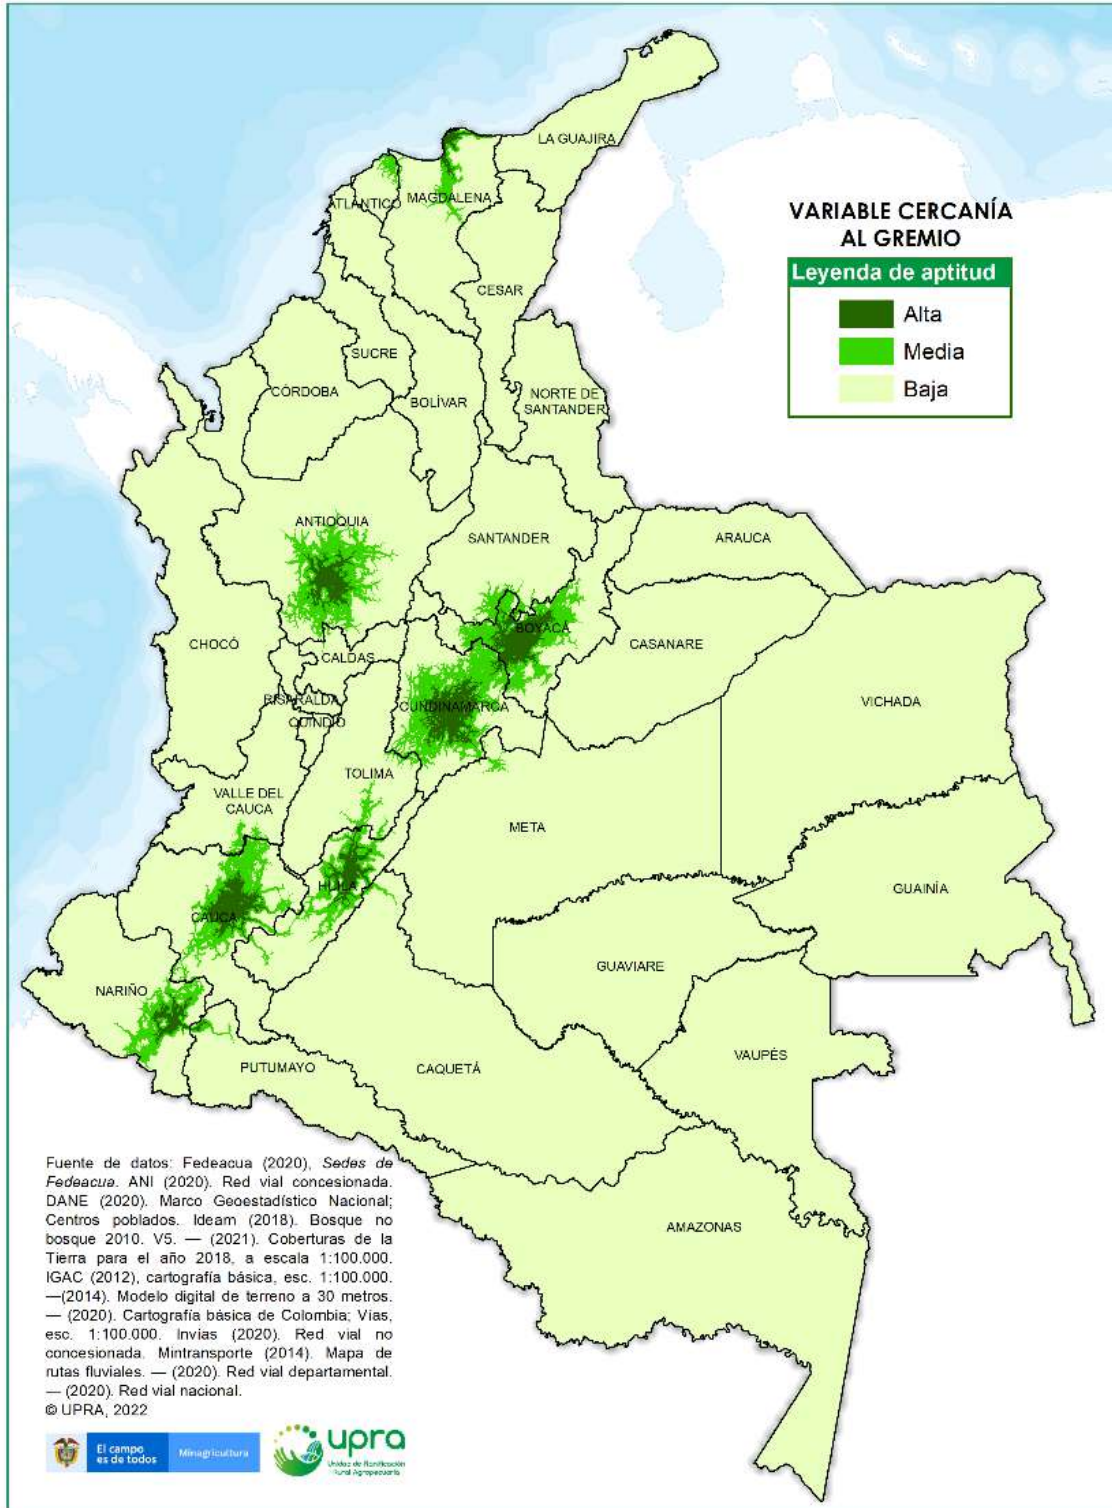 LA GUAJIRA
ATLÁNTICO
MAGDALENA
VARIABLE CERCANÍA
AL GREMIO
Leyenda de aptitud
Alta
Media
Baja
CESAR
SUCRE
CÓRDOBA
BOLÍVAR
NORTE DE
SANTANDER
ANTIOQUIA
SANTANDER
ARAUCA
BOYACÁ
CHOCÓ
CASANARE
CALDAS
RISARALDA
CUNDINAMARCA
VICHADA
QUINDIO
TOLIMA
VALLE DEL
CAUCA
META
HUILA
GUAINÍA
CAUCA
GUAVIARE
NARIÑO
VAUPÉS
PUTUMAYO
CAQUETÁ
AMAZONAS
Fuente de datos: Fedeacua (2020), Sedes de
Fedeacua. ANI (2020). Red vial concesionada.
DANE (2020). Marco Geoestadístico Nacional;
Centros poblados. Ideam (2018). Bosque no
bosque 2010. V5. — (2021). Coberturas de la
Tierra para el año 2018, a escala 1:100.000.
IGAC (2012), cartografía básica, esc. 1:100.000.
—(2014). Modelo digital de terreno a 30 metros.
— (2020). Cartografía básica de Colombia; Vías,
esc. 1:100.000. Invias (2020). Red vial no
concesionada. Mintransporte (2014). Mapa de
rutas fluviales. — (2020). Red vial departamental.
— (2020). Red vial nacional.
© UPRA, 2022
El campo
es de todos
Minagricultura
upra
Unidad de Planificación
Rural Agropecuaria